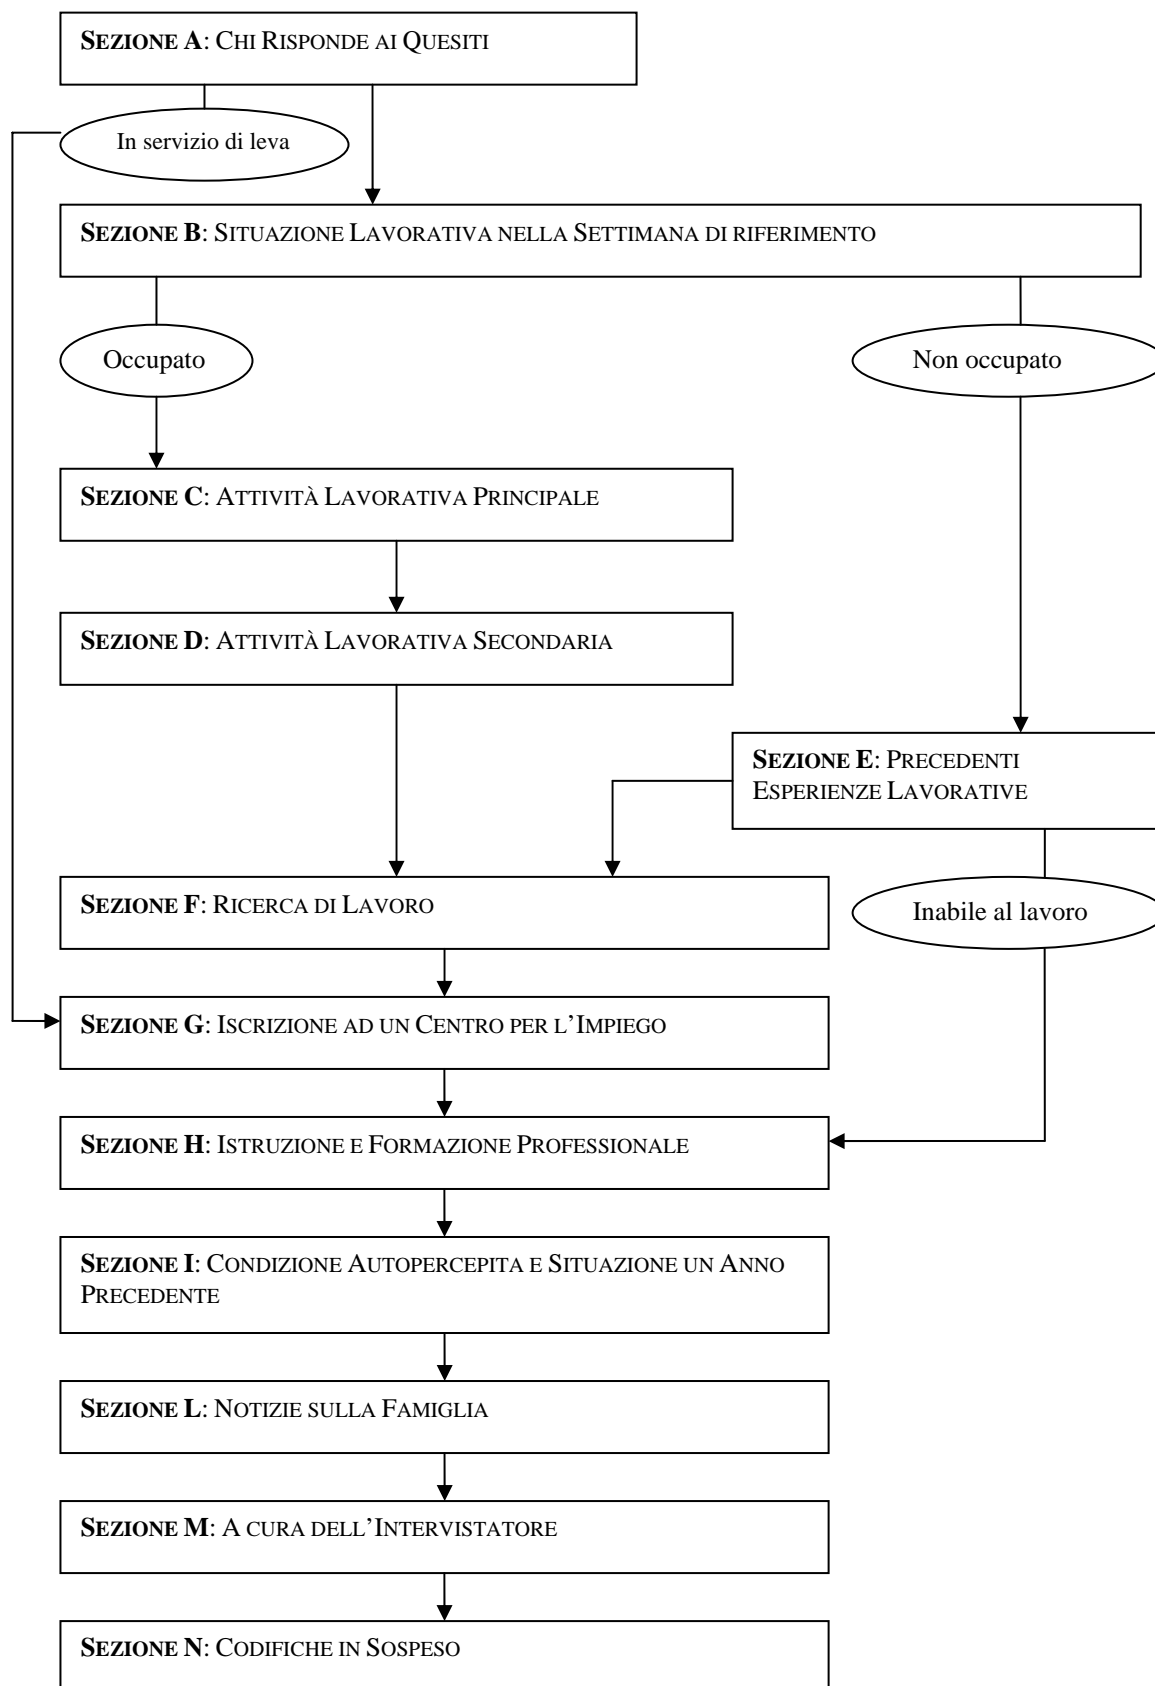 SEZIONE A: CHI RISPONDE AI QUESITI
In servizio di leva
SEZIONE B: SITUAZIONE LAVORATIVA NELLA SETTIMANA DI RIFERIMENTO
Occupato
Non occupato
SEZIONE C: ATTIVITÀ LAVORATIVA PRINCIPALE
SEZIONE D: ATTIVITÀ LAVORATIVA SECONDARIA
SEZIONE E: PRECEDENTI
ESPERIENZE LAVORATIVE
SEZIONE F: RICERCA DI LAVORO
Inabile al lavoro
SEZIONE G: ISCRIZIONE AD UN CENTRO PER L'IMPIEGO
SEZIONE H: ISTRUZIONE E FORMAZIONE PROFESSIONALE
SEZIONE I: CONDIZIONE AUTOPERCEPITA E SITUAZIONE UN ANNO
PRECEDENTE
SEZIONE L: NOTIZIE SULLA FAMIGLIA
SEZIONE M: A CURA DELL'INTERVISTATORE
SEZIONE N: CODIFICHE IN SOSPESO